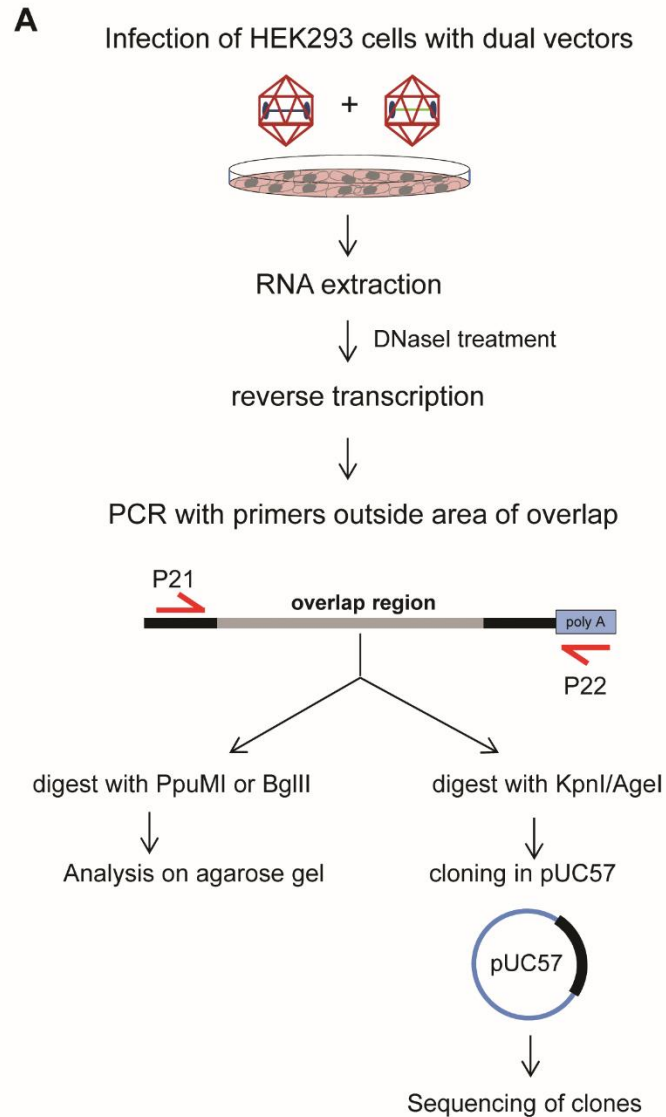 A
Infection of HEK293 cells with dual vectors
+
RNA extraction
DNaseI treatment
reverse transcription
PCR with primers outside area of overlap
P21
overlap region
poly A
P22
digest with PpuMI or BglII
digest with KpnI/AgeI
Analysis on agarose gel
cloning in pUC57
pUC57
Sequencing of clones